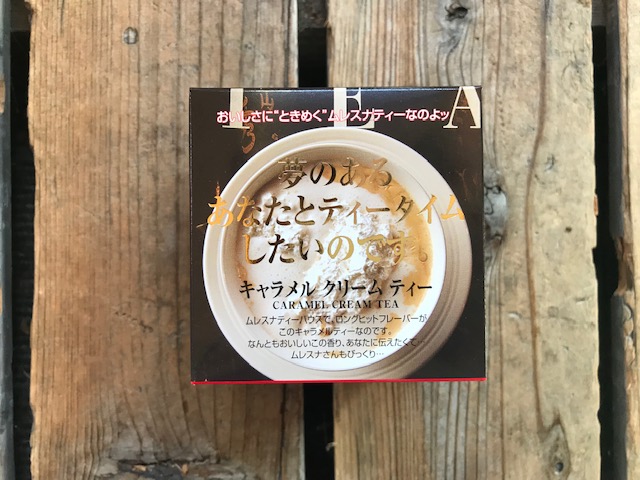 TEA
おいしさに"ときめく"ムレスナティーなのよッ
夢のある
あなたとティータイム
したいのです。
キャラメル クリーム ティー
CARAMEL CREAM TEA
ムレスナティーハウスで、ロングヒットフレーバーが
このキャラメルティーなのです。
なんともおいしいこの香り、あなたに伝えたくて…
ムレスナさんもびっくり…